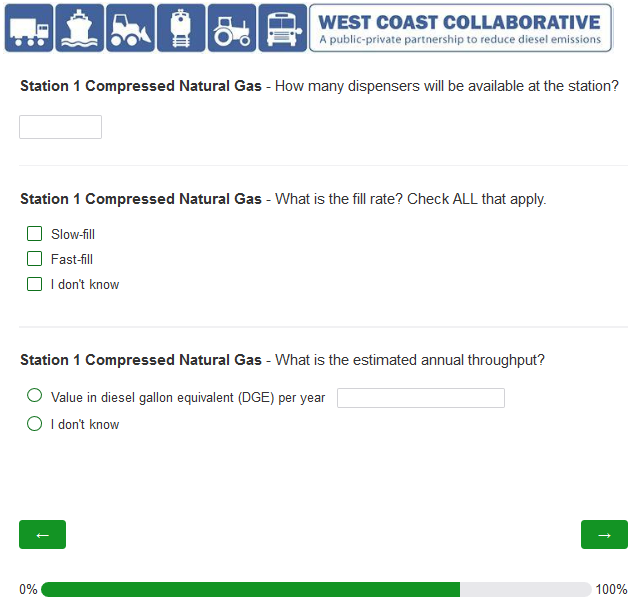 WEST COAST COLLABORATIVE
A public-private partnership to reduce diesel emissions
Station 1 Compressed Natural Gas - How many dispensers will be available at the station?
Station 1 Compressed Natural Gas - What is the fill rate? Check ALL that apply.
Slow-fill
Fast-fill
I don't know
Station 1 Compressed Natural Gas - What is the estimated annual throughput?
Value in diesel gallon equivalent (DGE) per year
I don't know
← →
0% 100%